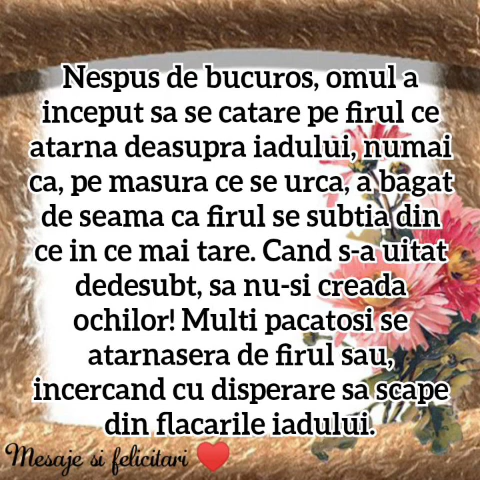 Nespus de bucuros, omul a
inceput sa se catare pe firul ce
atarna deasupra iadului, numai
ca, pe masura ce se urca, a bagat
de seama ca firul se subtia din
ce in ce mai tare. Cand s-a uitat
dedesubt, sa nu-si creada
ochilor! Multi pacatosi se
atarnasera de firul sau,
incercand cu disperare sa scape
din flacarile iadului.
Mesaje si felicitari ❤️